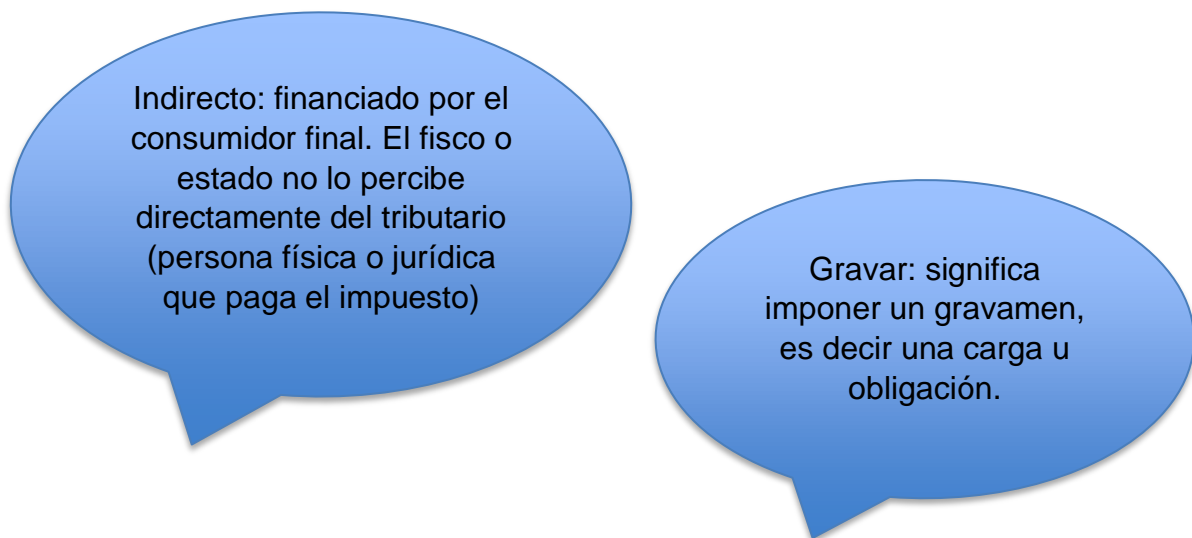 Indirecto: financiado por el
consumidor final. El fisco o
estado no lo percibe
directamente del tributario
(persona física o jurídica
que paga el impuesto)
Gravar: significa
imponer un gravamen,
es decir una carga u
obligación.